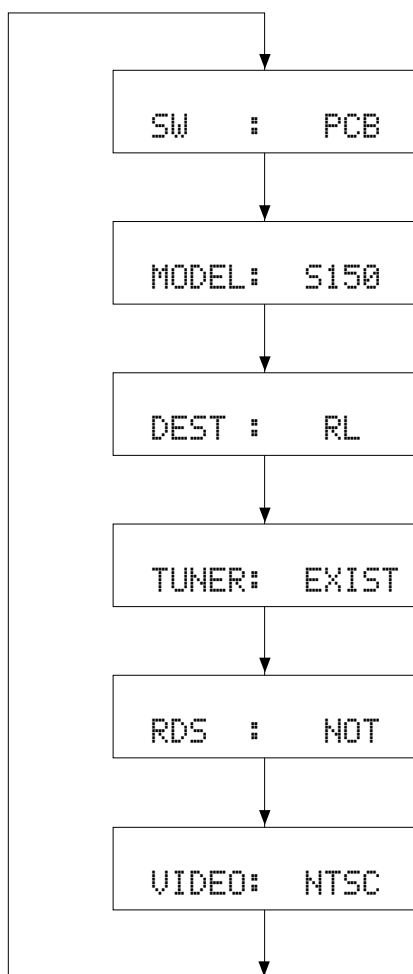 SW : PCB
MODEL: S150
DEST : RL
TUNER: EXIST
RDS : NOT
VIDEO: NTSC